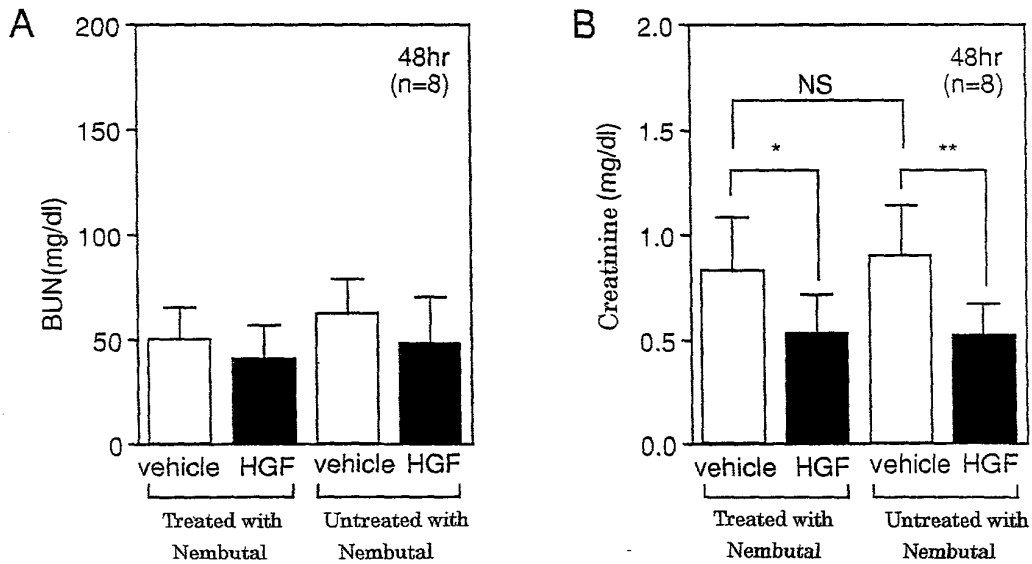 A
200
150
100
50
0
BUN(mg/dl)
48hr
(n=8)
vehicle HGF vehicle HGF
Treated with
Nembutal
Untreated with
Nembutal
B
2.0
1.5
1.0
0.5
0.0
Creatinine (mg/dl)
48hr
(n=8)
NS
*
**
vehicle HGF vehicle HGF
Treated with
Nembutal
Untreated with
Nembutal